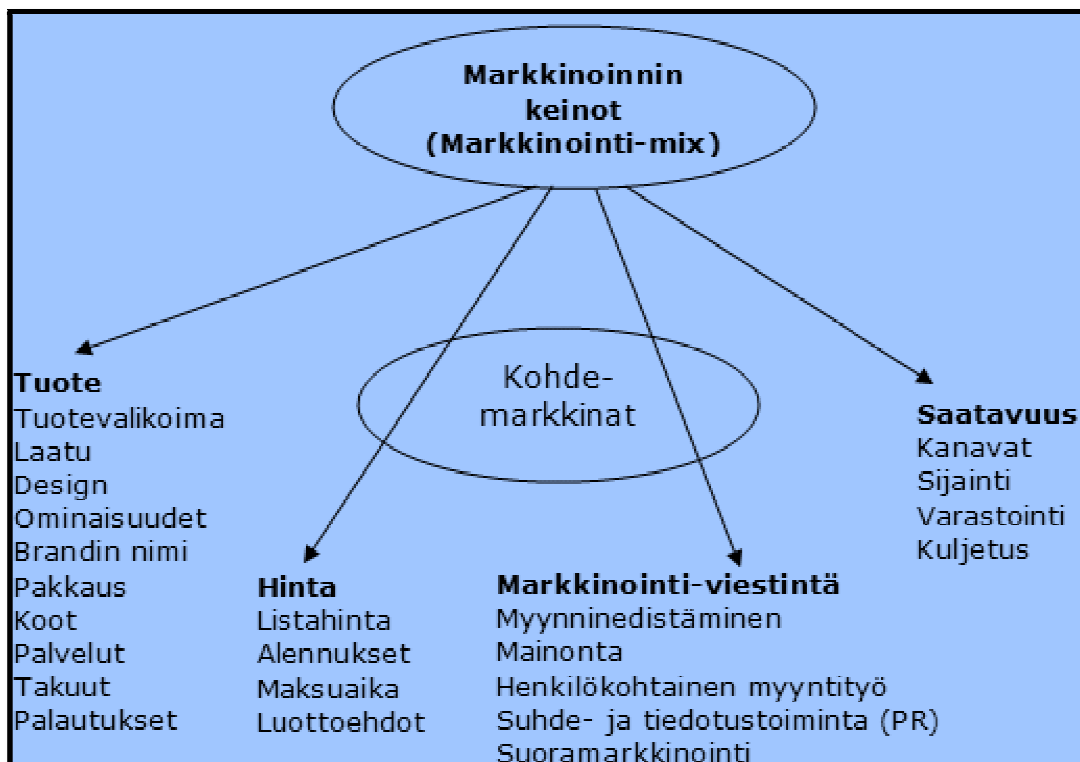 Markkinoinnin
keinot
(Markkinointi-mix)
Kohde-
markkinat
Tuote
Tuotevalikoima
Laatu
Design
Ominaisuudet
Brandin nimi
Pakkaus
Koot
Palvelut
Takuut
Palautukset
Hinta
Listahinta
Alennukset
Maksuaika
Luottoehdot
Markkinointi-viestintä
Myynninedistäminen
Mainonta
Henkilökohtainen myyntityö
Suhde- ja tiedotustoiminta (PR)
Suoramarkkinointi
Saatavuus
Kanavat
Sijainti
Varastointi
Kuljetus